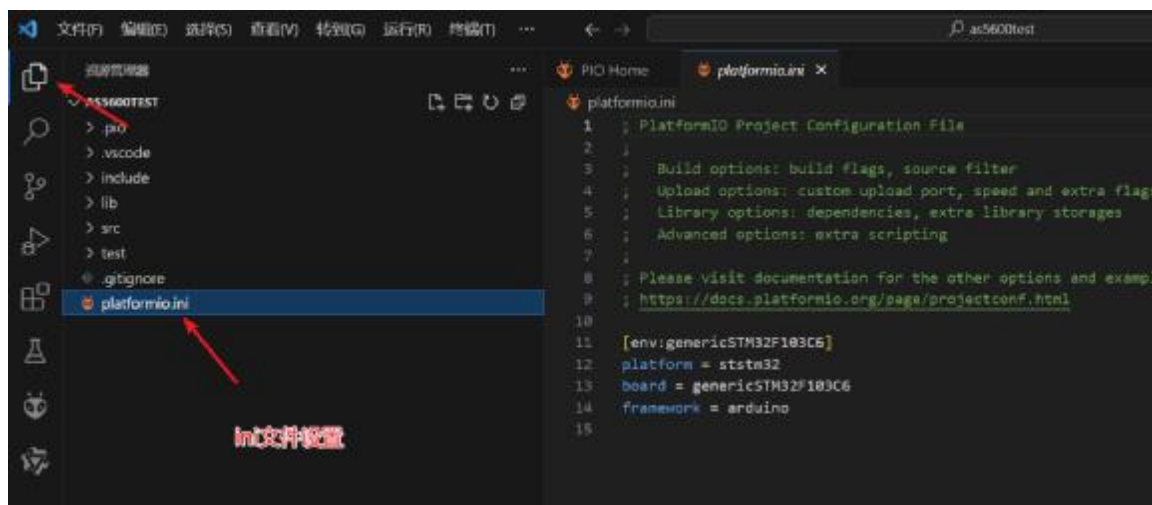 文件(F) 编辑(E) 选择(S) 查看(V) 转到(G) 运行(R) 终端(T) ··· as5600test
资源管理器 ···
AS5600TEST
.pio
.vscode
include
lib
src
test
.gitignore
platformio.ini
ini文件设置
PIO Home platformio.ini
platformio.ini
1 ; PlatformIO Project Configuration File
2 ;
3 ; Build options: build flags, source filter
4 ; Upload options: custom upload port, speed and extra flags
5 ; Library options: dependencies, extra library storages
6 ; Advanced options: extra scripting
7 ;
8 ; Please visit documentation for the other options and exampl
9 ; https://docs.platformio.org/page/projectconf.html
10
11 [env:genericSTM32F103C6]
12 platform = ststm32
13 board = genericSTM32F103C6
14 framework = arduino
15